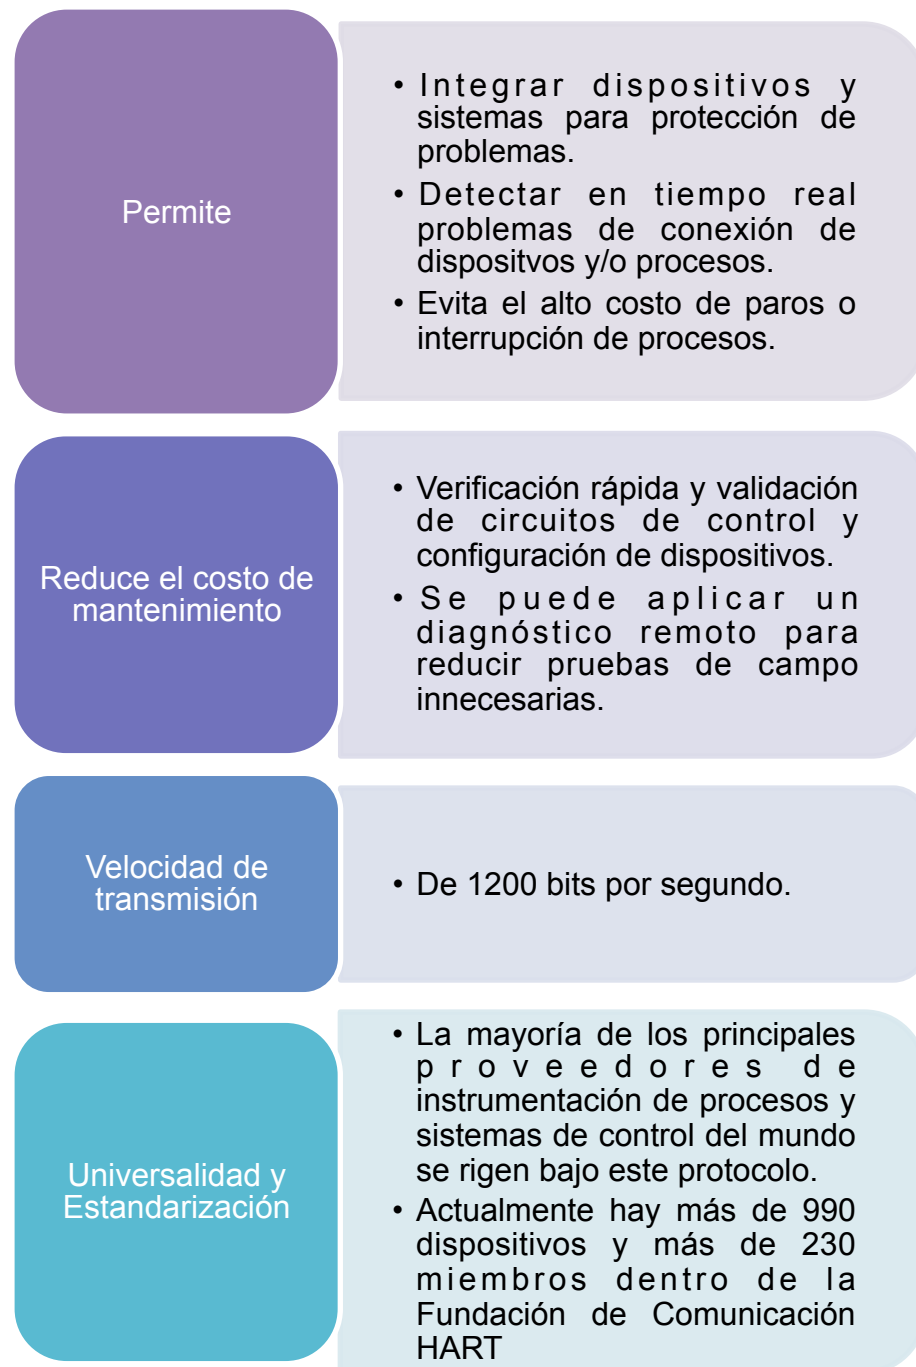 Permite
• Integrar dispositivos y
sistemas para protección de
problemas.
• Detectar en tiempo real
problemas de conexión de
dispositvos y/o procesos.
• Evita el alto costo de paros o
interrupción de procesos.
Reduce el costo de
mantenimiento
• Verificación rápida y validación
de circuitos de control y
configuración de dispositivos.
• Se puede aplicar un
diagnóstico remoto para
reducir pruebas de campo
innecesarias.
Velocidad de
transmisión
• De 1200 bits por segundo.
Universalidad y
Estandarización
• La mayoría de los principales
proveedores de
instrumentación de procesos y
sistemas de control del mundo
se rigen bajo este protocolo.
• Actualmente hay más de 990
dispositivos y más de 230
miembros dentro de la
Fundación de Comunicación
HART